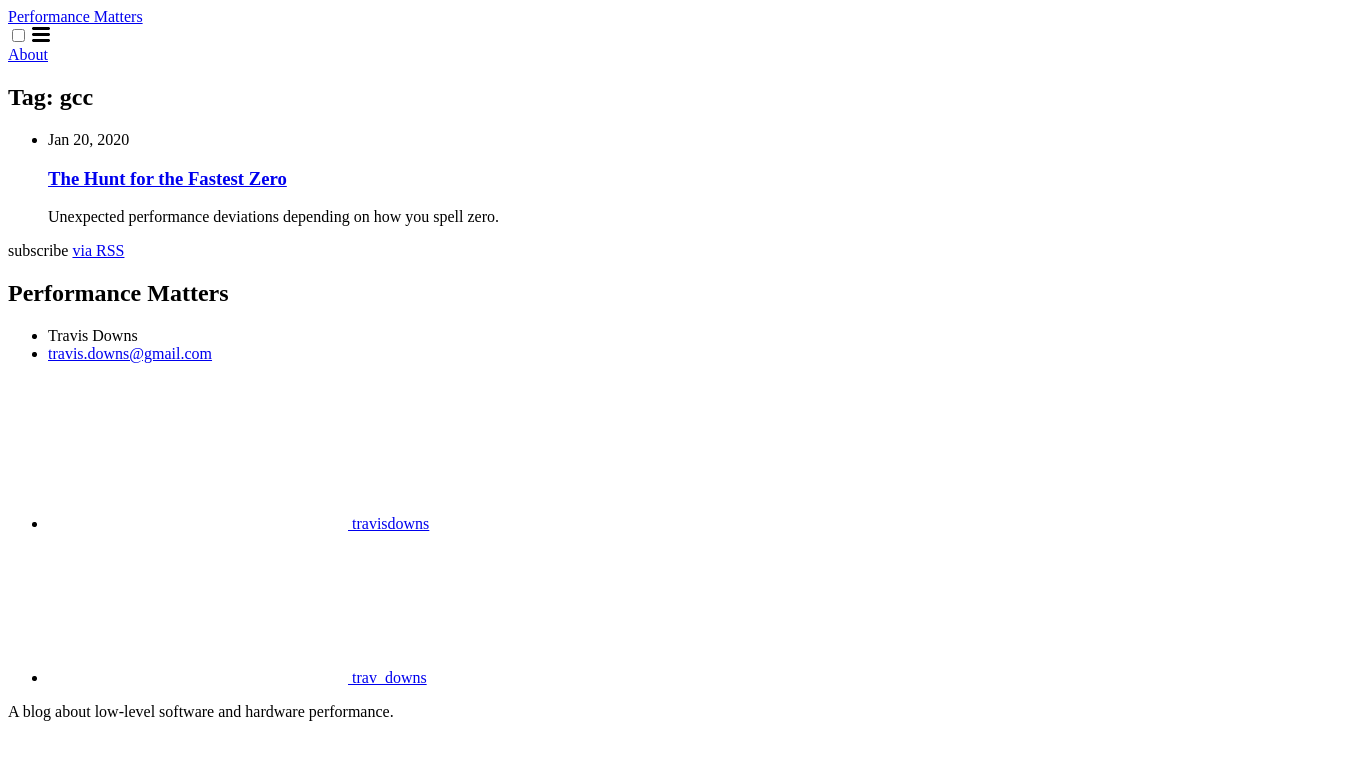 Performance Matters
About
Tag: gcc
Jan 20, 2020
The Hunt for the Fastest Zero
Unexpected performance deviations depending on how you spell zero.
subscribe via RSS
Performance Matters
Travis Downs
travis.downs@gmail.com
travisdowns
trav_downs
A blog about low-level software and hardware performance.